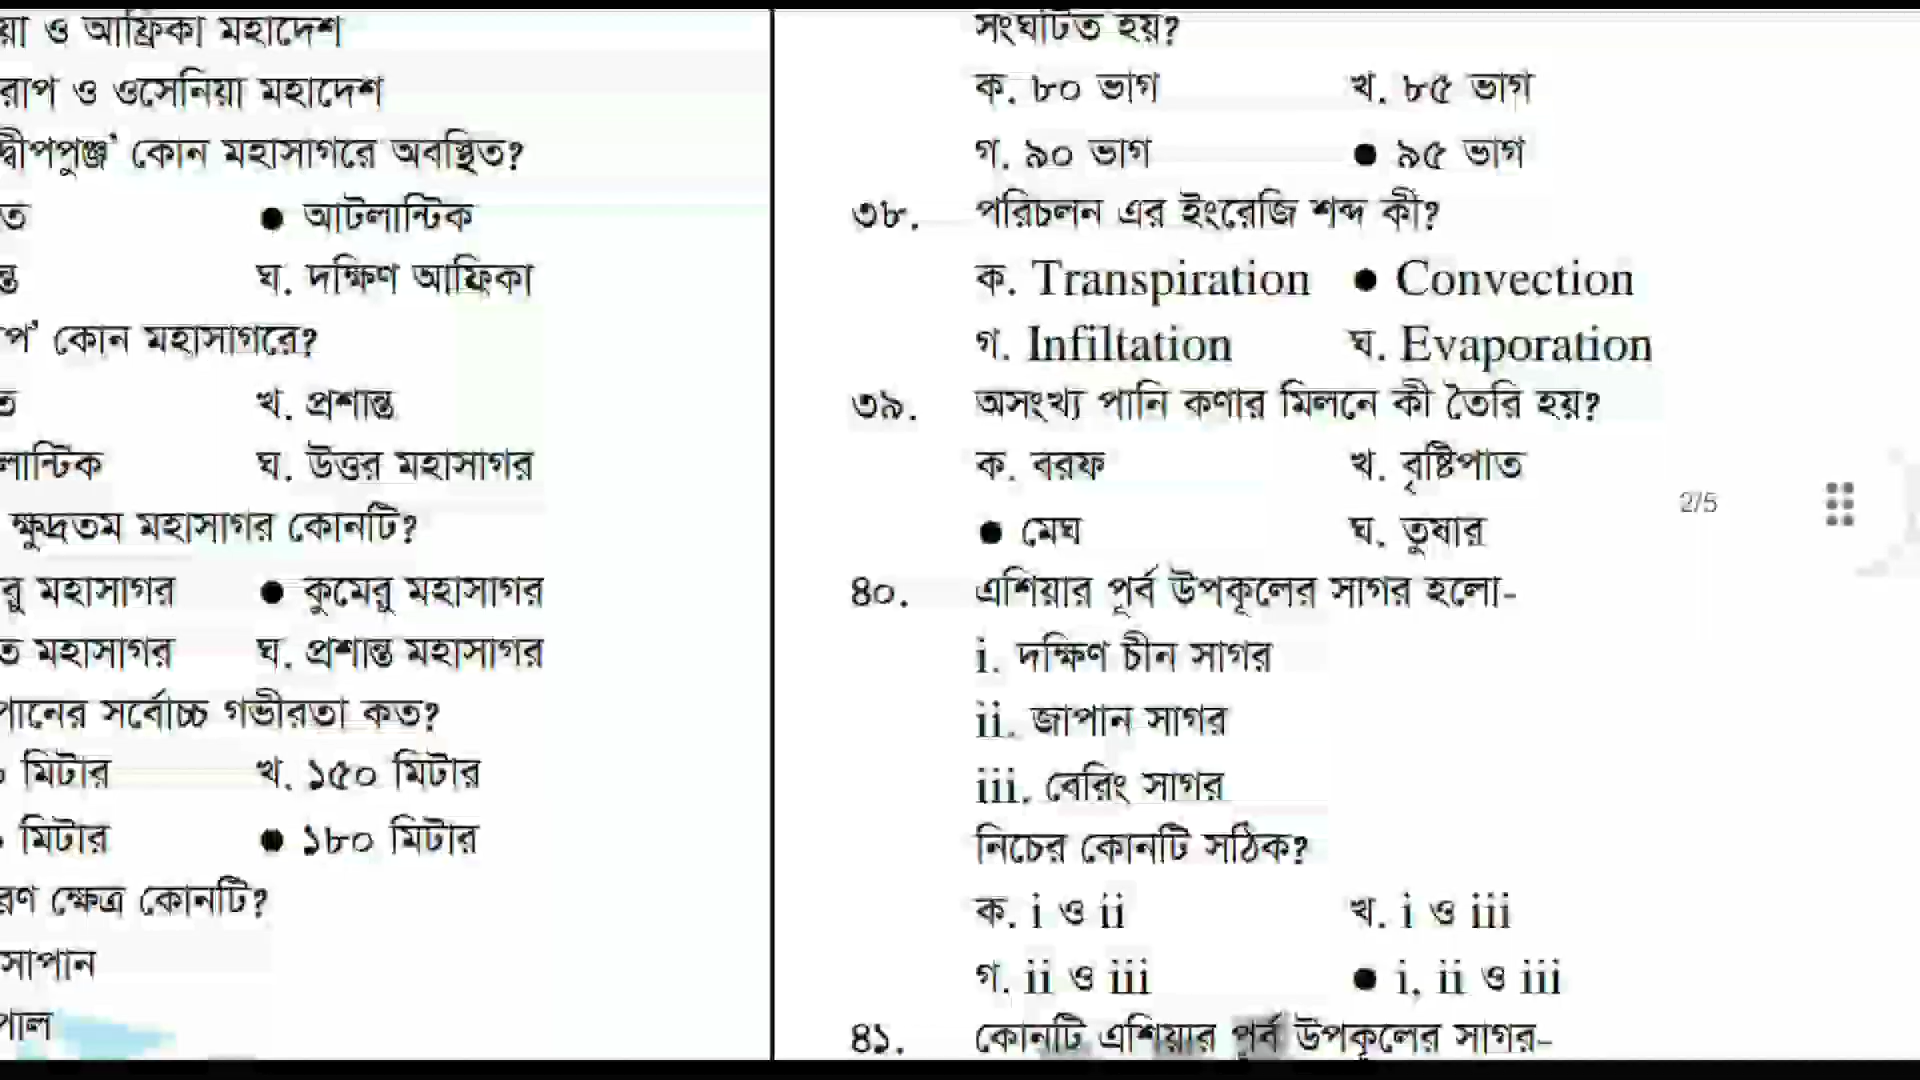 ও আফ্রিকা মহাদেশ
ও ওসেনিয়া মহাদেশ
কোন মহাসাগরে অবস্থিত?
● আটলান্টিক
ঘ. দক্ষিণ আফ্রিকা
কোন মহাসাগরে?
খ. প্রশান্ত
ঘ. উত্তর মহাসাগর
ক্ষুদ্রতম মহাসাগর কোনটি?
মহাসাগর ● কুমেরু মহাসাগর
মহাসাগর ঘ. প্রশান্ত মহাসাগর
সর্বোচ্চ গভীরতা কত?
মিটার খ. ১৫০ মিটার
মিটার ● ১৮০ মিটার
ক্ষেত্র কোনটি?
সংঘটিত হয়?
ক. ৮০ ভাগ খ. ৮৫ ভাগ
গ. ৯০ ভাগ ● ৯৫ ভাগ
৩৮. পরিচলন এর ইংরেজি শব্দ কী?
ক. Transpiration ● Convection
গ. Infiltation ঘ. Evaporation
৩৯. অসংখ্য পানি কণার মিলনে কী তৈরি হয়?
ক. বরফ খ. বৃষ্টিপাত
● মেঘ ঘ. তুষার
2/5
৪০. এশিয়ার পূর্ব উপকূলের সাগর হলো-
i. দক্ষিণ চীন সাগর
ii. জাপান সাগর
iii. বেরিং সাগর
নিচের কোনটি সঠিক?
ক. i ও ii খ. i ও iii
গ. ii ও iii ● i, ii ও iii
৪১. কোনটি এশিয়ার পূর্ব উপকূলের সাগর-